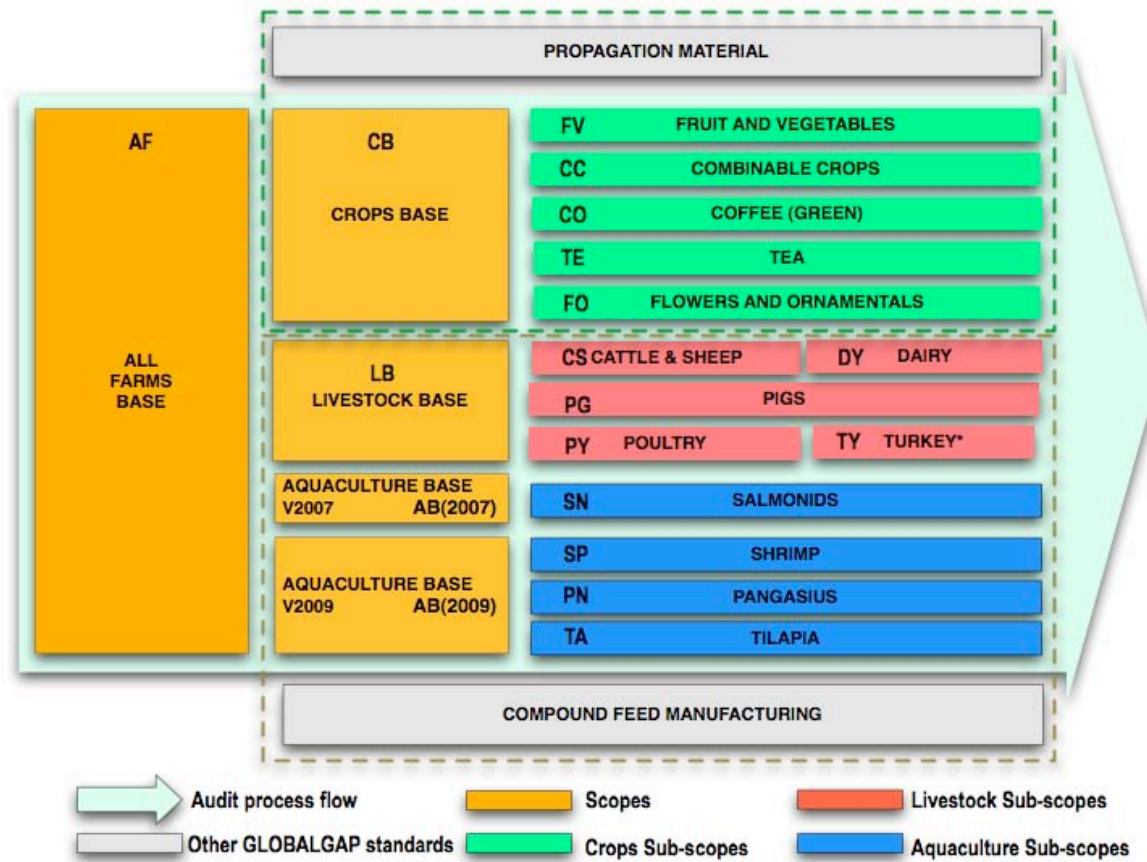 PROPAGATION MATERIAL
AF
ALL
FARMS
BASE
CB
CROPS BASE
FV FRUIT AND VEGETABLES
CC COMBINABLE CROPS
CO COFFEE (GREEN)
TE TEA
FO FLOWERS AND ORNAMENTALS
LB
LIVESTOCK BASE
CS CATTLE & SHEEP
DY DAIRY
PG PIGS
PY POULTRY
TY TURKEY*
AQUACULTURE BASE
V2007 AB(2007)
SN SALMONIDS
AQUACULTURE BASE
V2009 AB(2009)
SP SHRIMP
PN PANGASIUS
TA TILAPIA
COMPOUND FEED MANUFACTURING
Audit process flow
Scopes
Livestock Sub-scopes
Other GLOBALGAP standards
Crops Sub-scopes
Aquaculture Sub-scopes